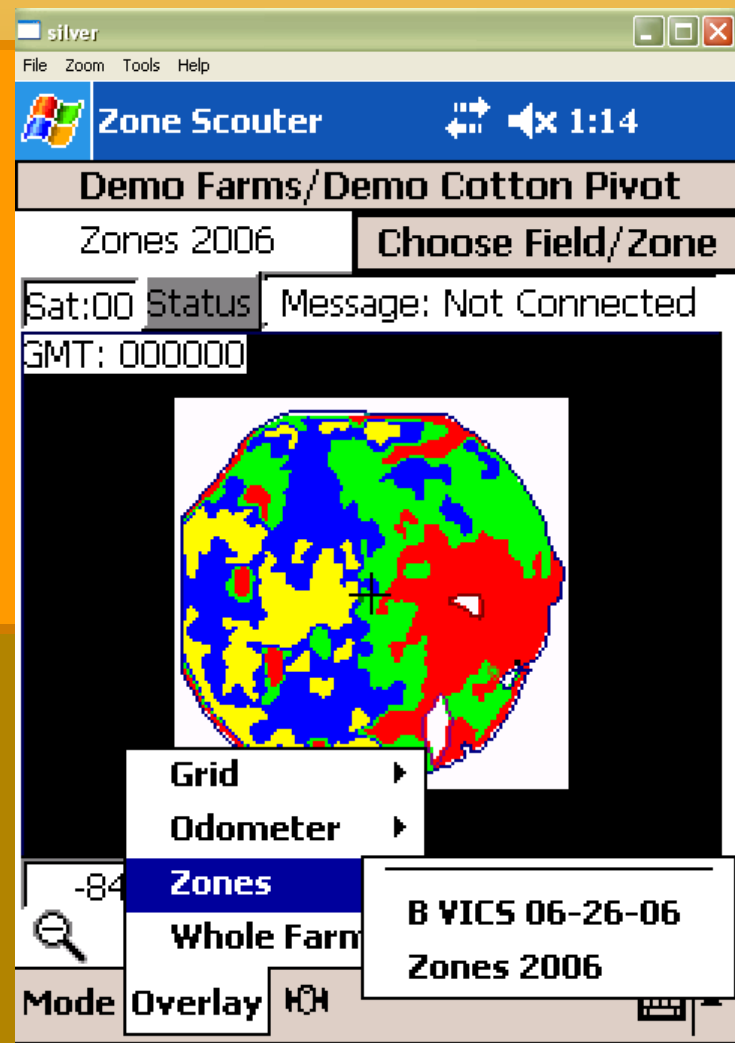 silver
File Zoom Tools Help
Zone Scouter 1:14
Demo Farms/Demo Cotton Pivot
Zones 2006 Choose Field/Zone
Sat:00 Status Message: Not Connected
GMT: 000000
Grid
Odometer
-84 Zones
B VICS 06-26-06
Whole Farm
Zones 2006
Mode Overlay